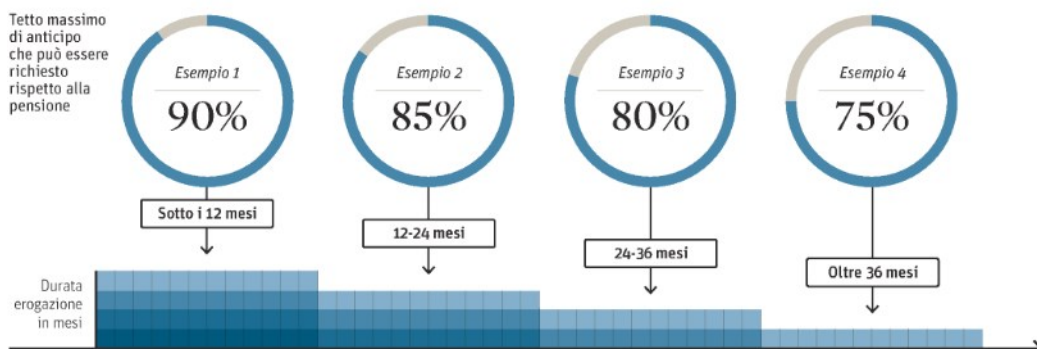 Tetto massimo
di anticipo
che può essere
richiesto
rispetto alla
pensione
Esempio 1
90%
Esempio 2
85%
Esempio 3
80%
Esempio 4
75%
Sotto i 12 mesi
12-24 mesi
24-36 mesi
Oltre 36 mesi
Durata
erogazione
in mesi